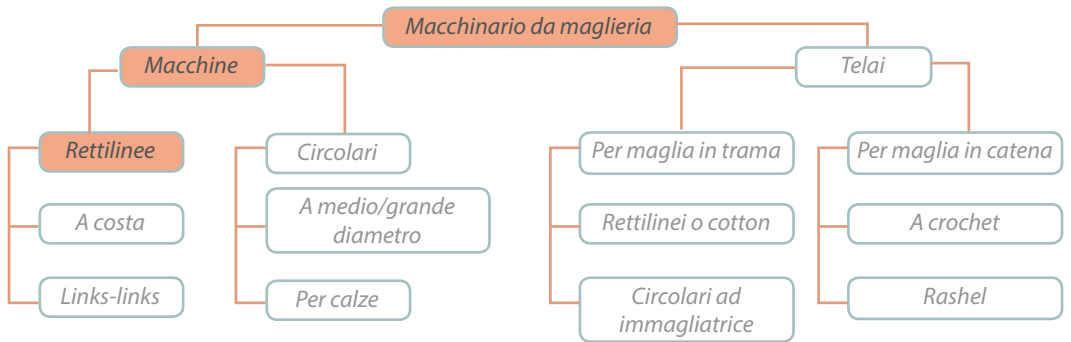 Macchinario da maglieria
Macchine
Telai
Rettilinee
Circolari
Per maglia in trama
Per maglia in catena
A costa
A medio/grande
diametro
Rettilinei o cotton
A crochet
Links-links
Per calze
Circolari ad
immagliatrice
Rashel